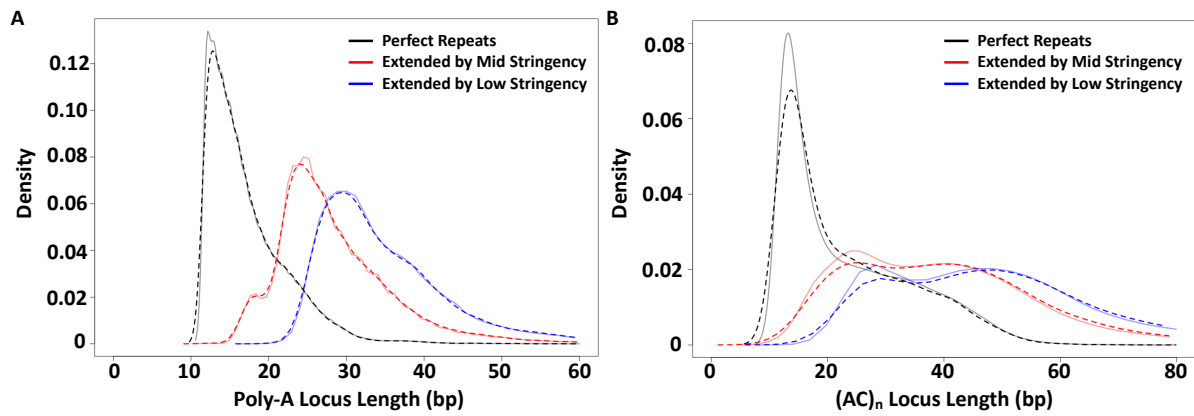 A
Perfect Repeats
Extended by Mid Stringency
Extended by Low Stringency
Density
0.12
0.10
0.08
0.06
0.04
0.02
0
0 10 20 30 40 50 60
Poly-A Locus Length (bp)
B
Perfect Repeats
Extended by Mid Stringency
Extended by Low Stringency
Density
0.08
0.06
0.04
0.02
0
0 20 40 60 80
(AC)n Locus Length (bp)